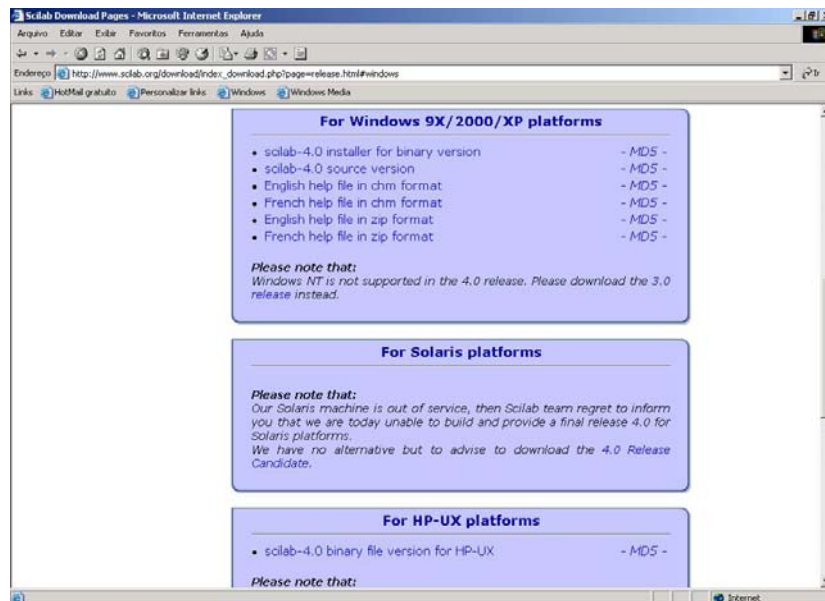 Scilab Download Pages - Microsoft Internet Explorer
Arquivo Editar Exibir Favoritos Ferramentas Ajuda
Endereço http://www.scilab.org/download/index_download.php?page=release.html#windows Ir
Links HotMail gratuito Personalizar links Windows Windows Media
For Windows 9X/2000/XP platforms
• scilab-4.0 installer for binary version - MD5 -
• scilab-4.0 source version - MD5 -
• English help file in chm format - MD5 -
• French help file in chm format - MD5 -
• English help file in zip format - MD5 -
• French help file in zip format - MD5 -
Please note that:
Windows NT is not supported in the 4.0 release. Please download the 3.0
release instead.
For Solaris platforms
Please note that:
Our Solaris machine is out of service, then Scilab team regret to inform
you that we are today unable to build and provide a final release 4.0 for
Solaris platforms.
We have no alternative but to advise to download the 4.0 Release
Candidate.
For HP-UX platforms
• scilab-4.0 binary file version for HP-UX - MD5 -
Please note that:
Internet